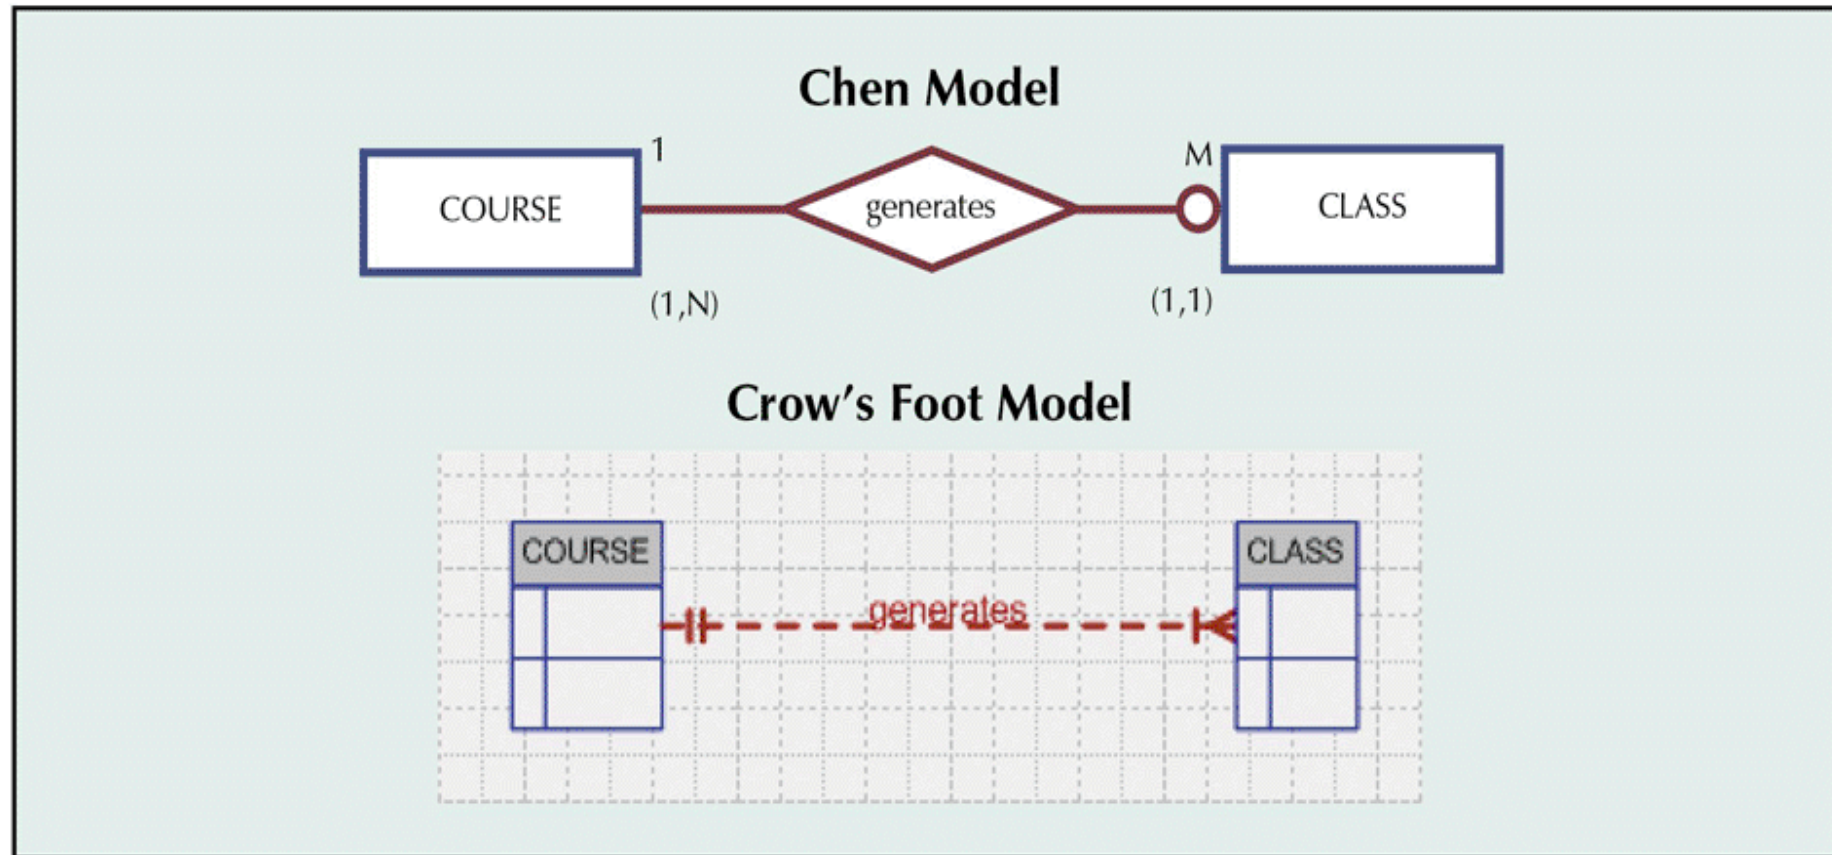 Chen Model
1
M
COURSE
generates
CLASS
(1,N)
(1,1)
Crow's Foot Model
COURSE
CLASS
generates